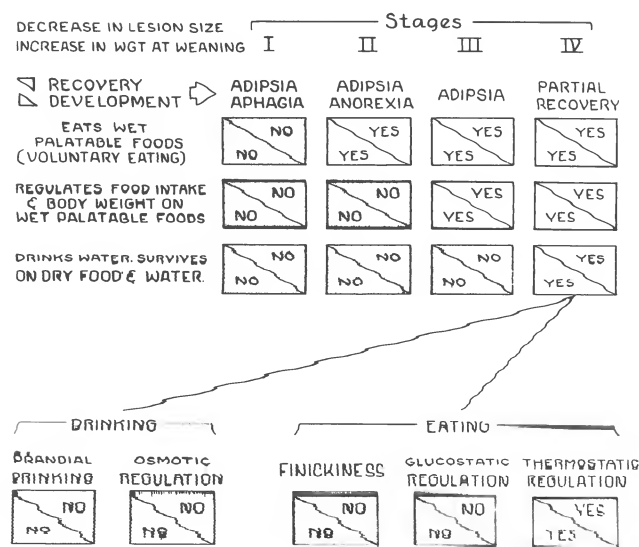 DECREASE IN LESION SIZE
INCREASE IN WGT AT WEANING
Stages
I II III IV
RECOVERY
DEVELOPMENT
ADIPSIA APHAGIA
ADIPSIA ANOREXIA
ADIPSIA
PARTIAL RECOVERY
EATS WET
PALATABLE FOODS
(VOLUNTARY EATING)
NO YES YES YES
NO YES YES YES
REGULATES FOOD INTAKE
& BODY WEIGHT ON
WET PALATABLE FOODS
NO NO YES YES
NO NO YES YES
DRINKS WATER. SURVIVES
ON DRY FOOD & WATER.
NO NO NO YES
NO NO NO YES
DRINKING EATING
DRINKING
OSMOTIC
REGULATION
FINICKINESS
GLUCOSTATIC
REGULATION
THERMOSTATIC
REGULATION
NO NO NO NO YES
NO NO NO NO YES